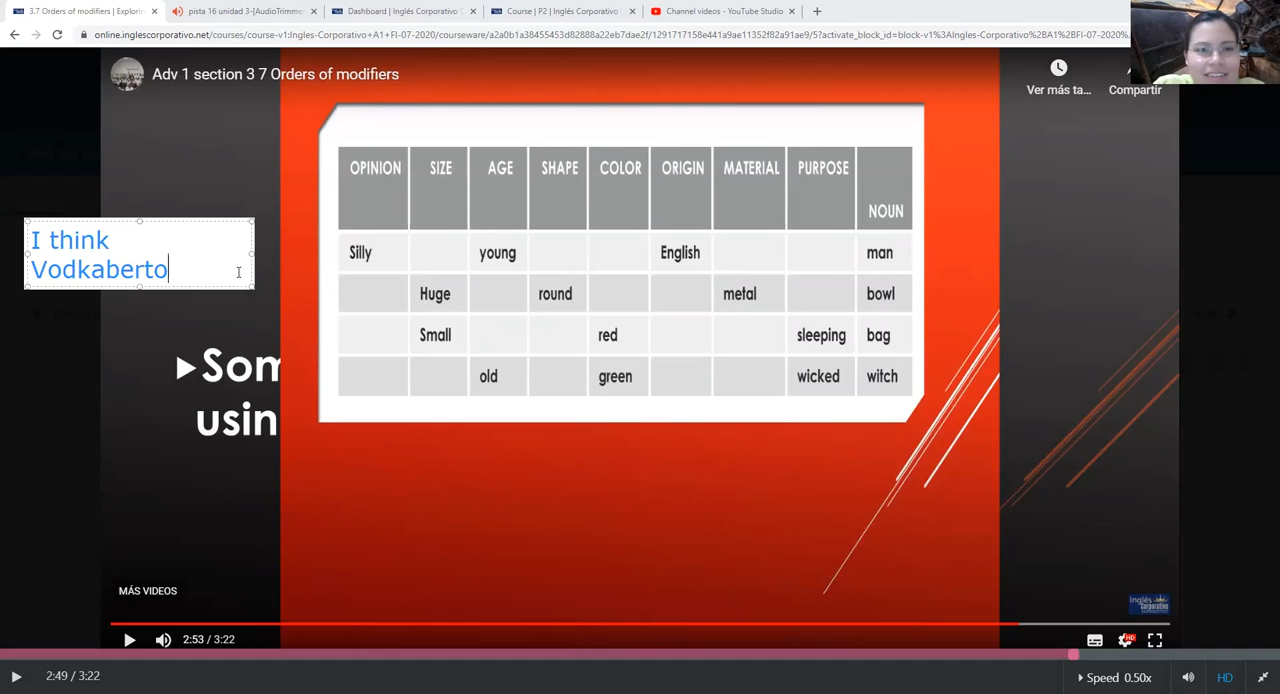 3.7 Orders of modifiers | Explorin
pista 16 unidad 3-[AudioTrimme
Dashboard | Inglés Corporativo
Course | P2 | Inglés Corporativo
Channel videos - YouTube Studio
online.inglescorporativo.net/courses/course-v1:Ingles-Corporativo+A1+FI-07-2020/courseware/a2a0b1a38455453d82888a22eb7dae2f/1291717158e441a9ae11352f82a91ae9/5?activate_block_id=block-v1%3AIngles-Corporativo%2BA1%2BFI-07-2020%
Adv 1 section 3 7 Orders of modifiers
Ver más ta...
Compartir
OPINION SIZE AGE SHAPE COLOR ORIGIN MATERIAL PURPOSE NOUN
Silly young English man
Huge round metal bowl
Small red sleeping bag
old green wicked witch
I think
Vodkaberto
Som
usin
MÁS VIDEOS
Inglés
Corporativo
2:53 / 3:22
HD
2:49 / 3:22
Speed 0.50x
HD